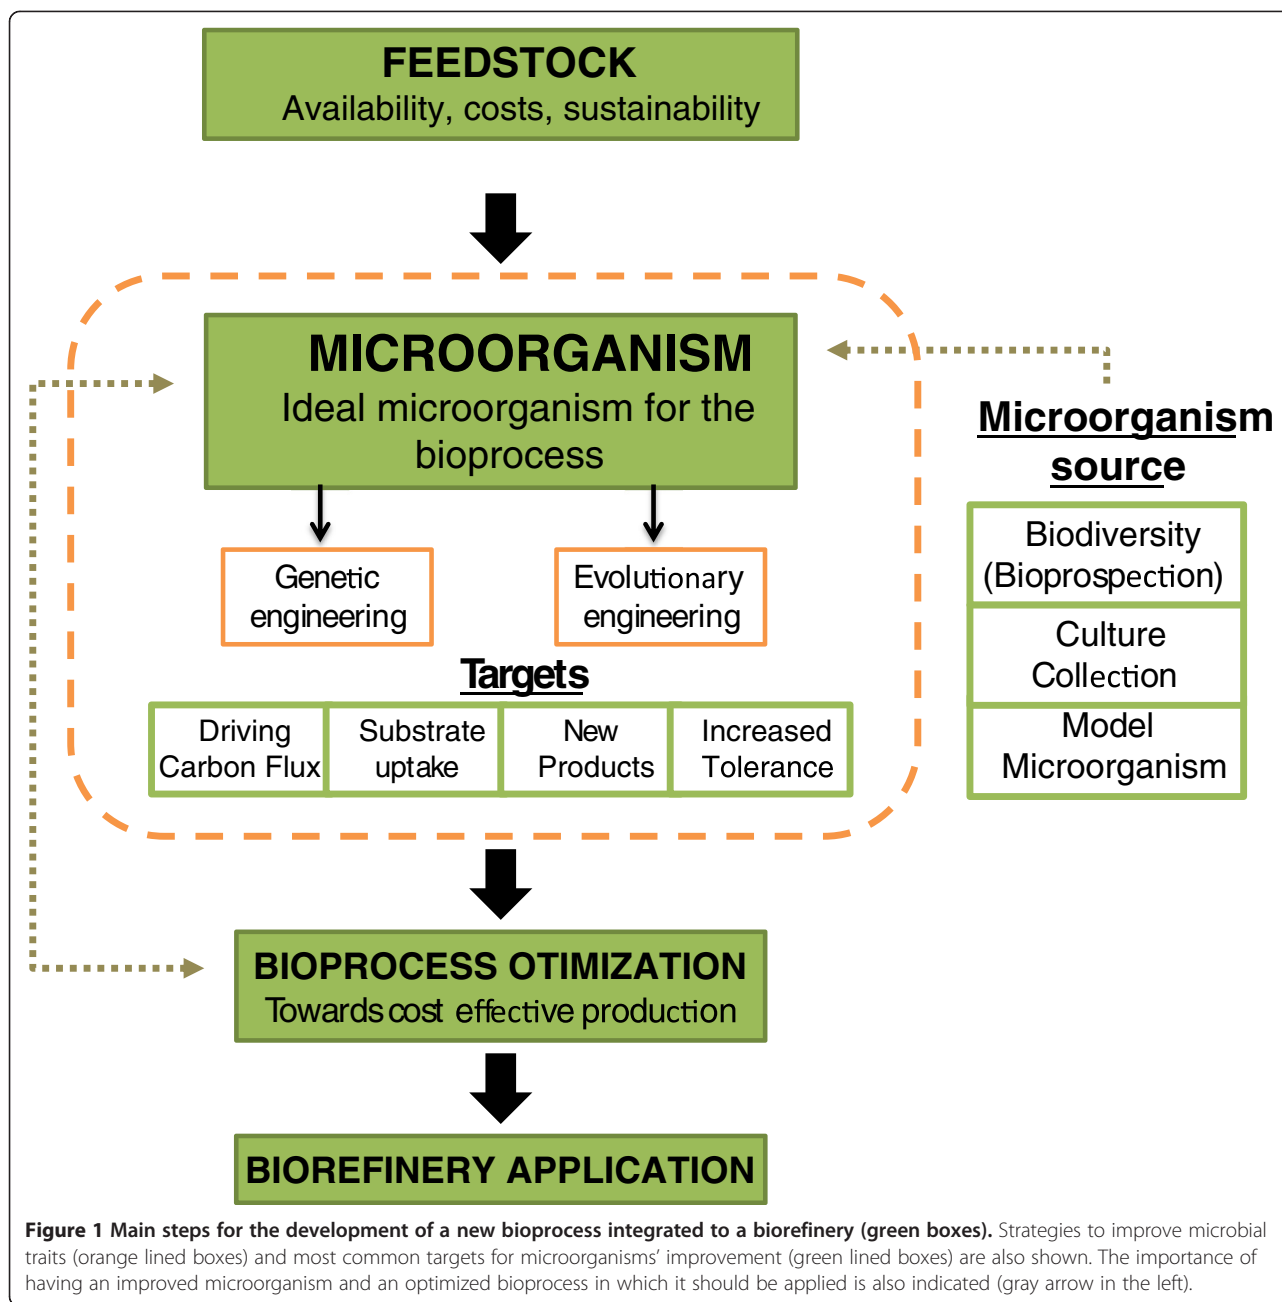 FEEDSTOCK
Availability, costs, sustainability
MICROORGANISM
Ideal microorganism for the
bioprocess
Genetic
engineering
Evolutionary
engineering
Targets
Driving
Carbon Flux
Substrate
uptake
New
Products
Increased
Tolerance
Microorganism
source
Biodiversity
(Bioprospection)
Culture
Collection
Model
Microorganism
BIOPROCESS OTIMIZATION
Towards cost effective production
BIOREFINERY APPLICATION
Figure 1 Main steps for the development of a new bioprocess integrated to a biorefinery (green boxes). Strategies to improve microbial
traits (orange lined boxes) and most common targets for microorganisms' improvement (green lined boxes) are also shown. The importance of
having an improved microorganism and an optimized bioprocess in which it should be applied is also indicated (gray arrow in the left).